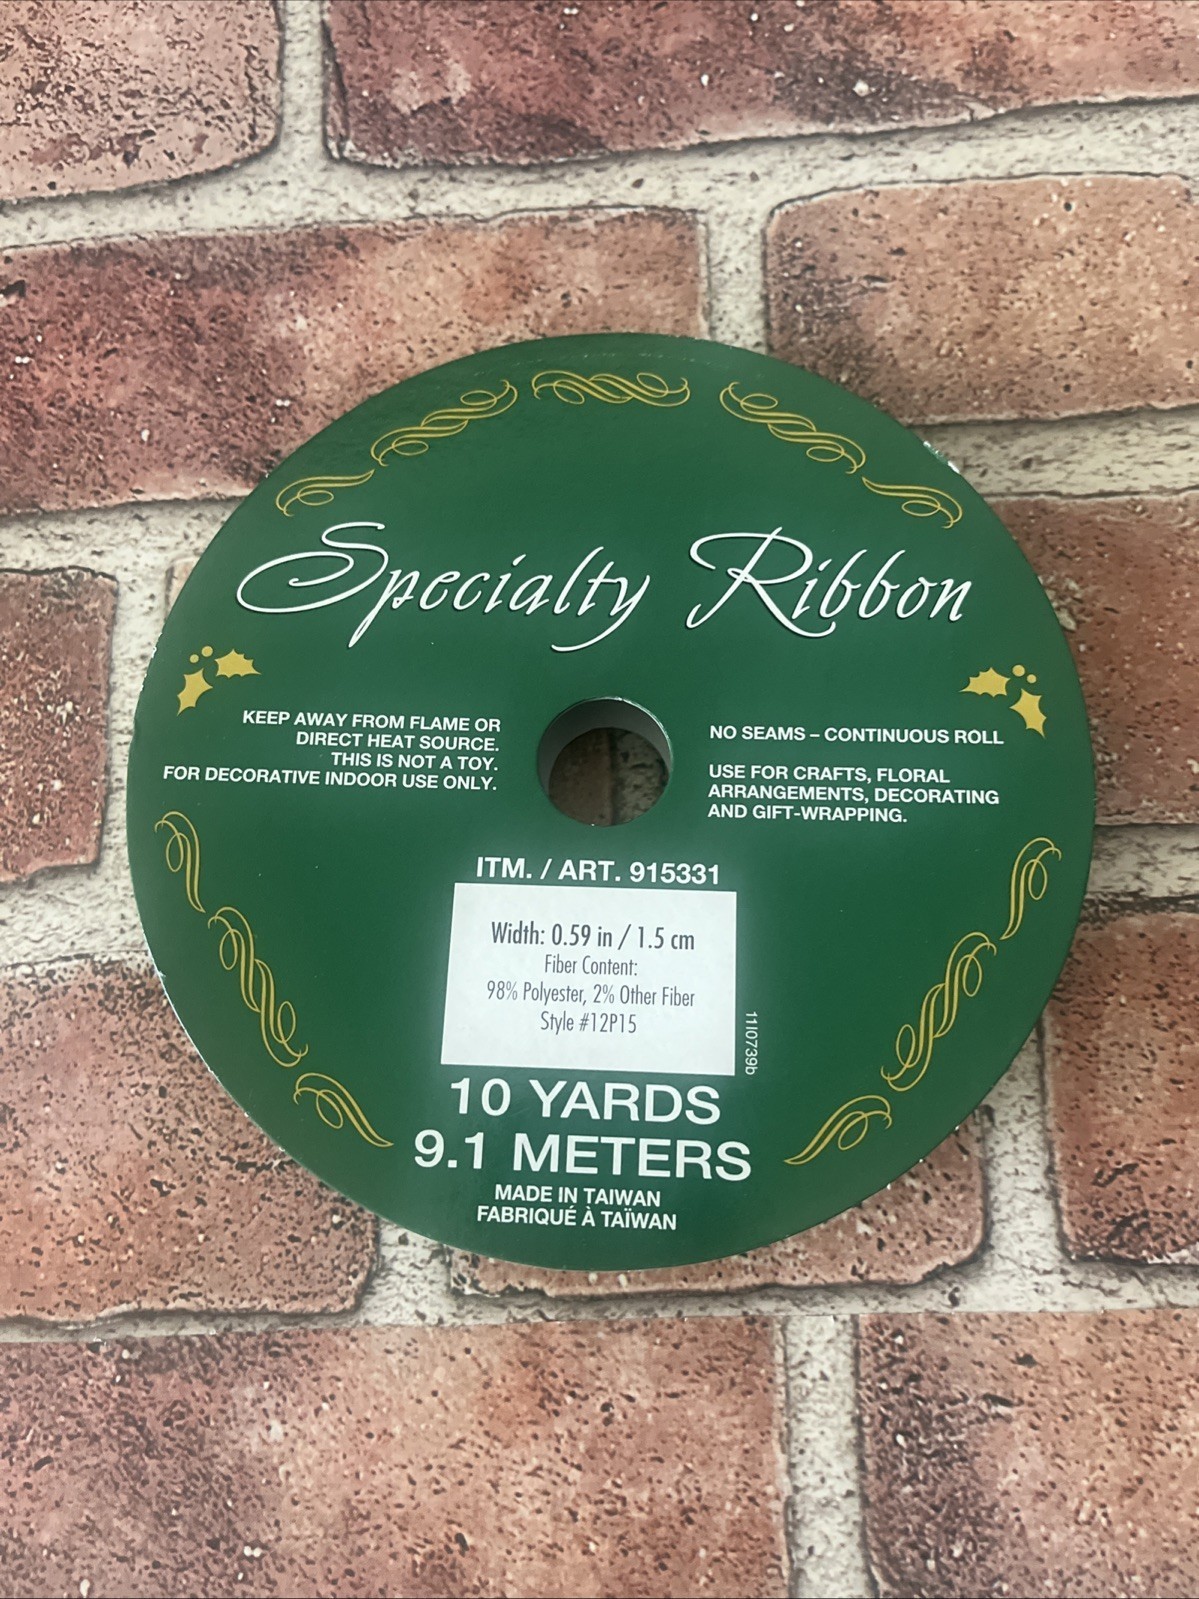 Specialty Ribbon
KEEP AWAY FROM FLAME OR
DIRECT HEAT SOURCE.
THIS IS NOT A TOY.
FOR DECORATIVE INDOOR USE ONLY.
NO SEAMS – CONTINUOUS ROLL
USE FOR CRAFTS, FLORAL
ARRANGEMENTS, DECORATING
AND GIFT-WRAPPING.
ITM. / ART. 915331
Width: 0.59 in / 1.5 cm
Fiber Content:
98% Polyester, 2% Other Fiber
Style #12P15
11I0739b
10 YARDS
9.1 METERS
MADE IN TAIWAN
FABRIQUÉ À TAÏWAN